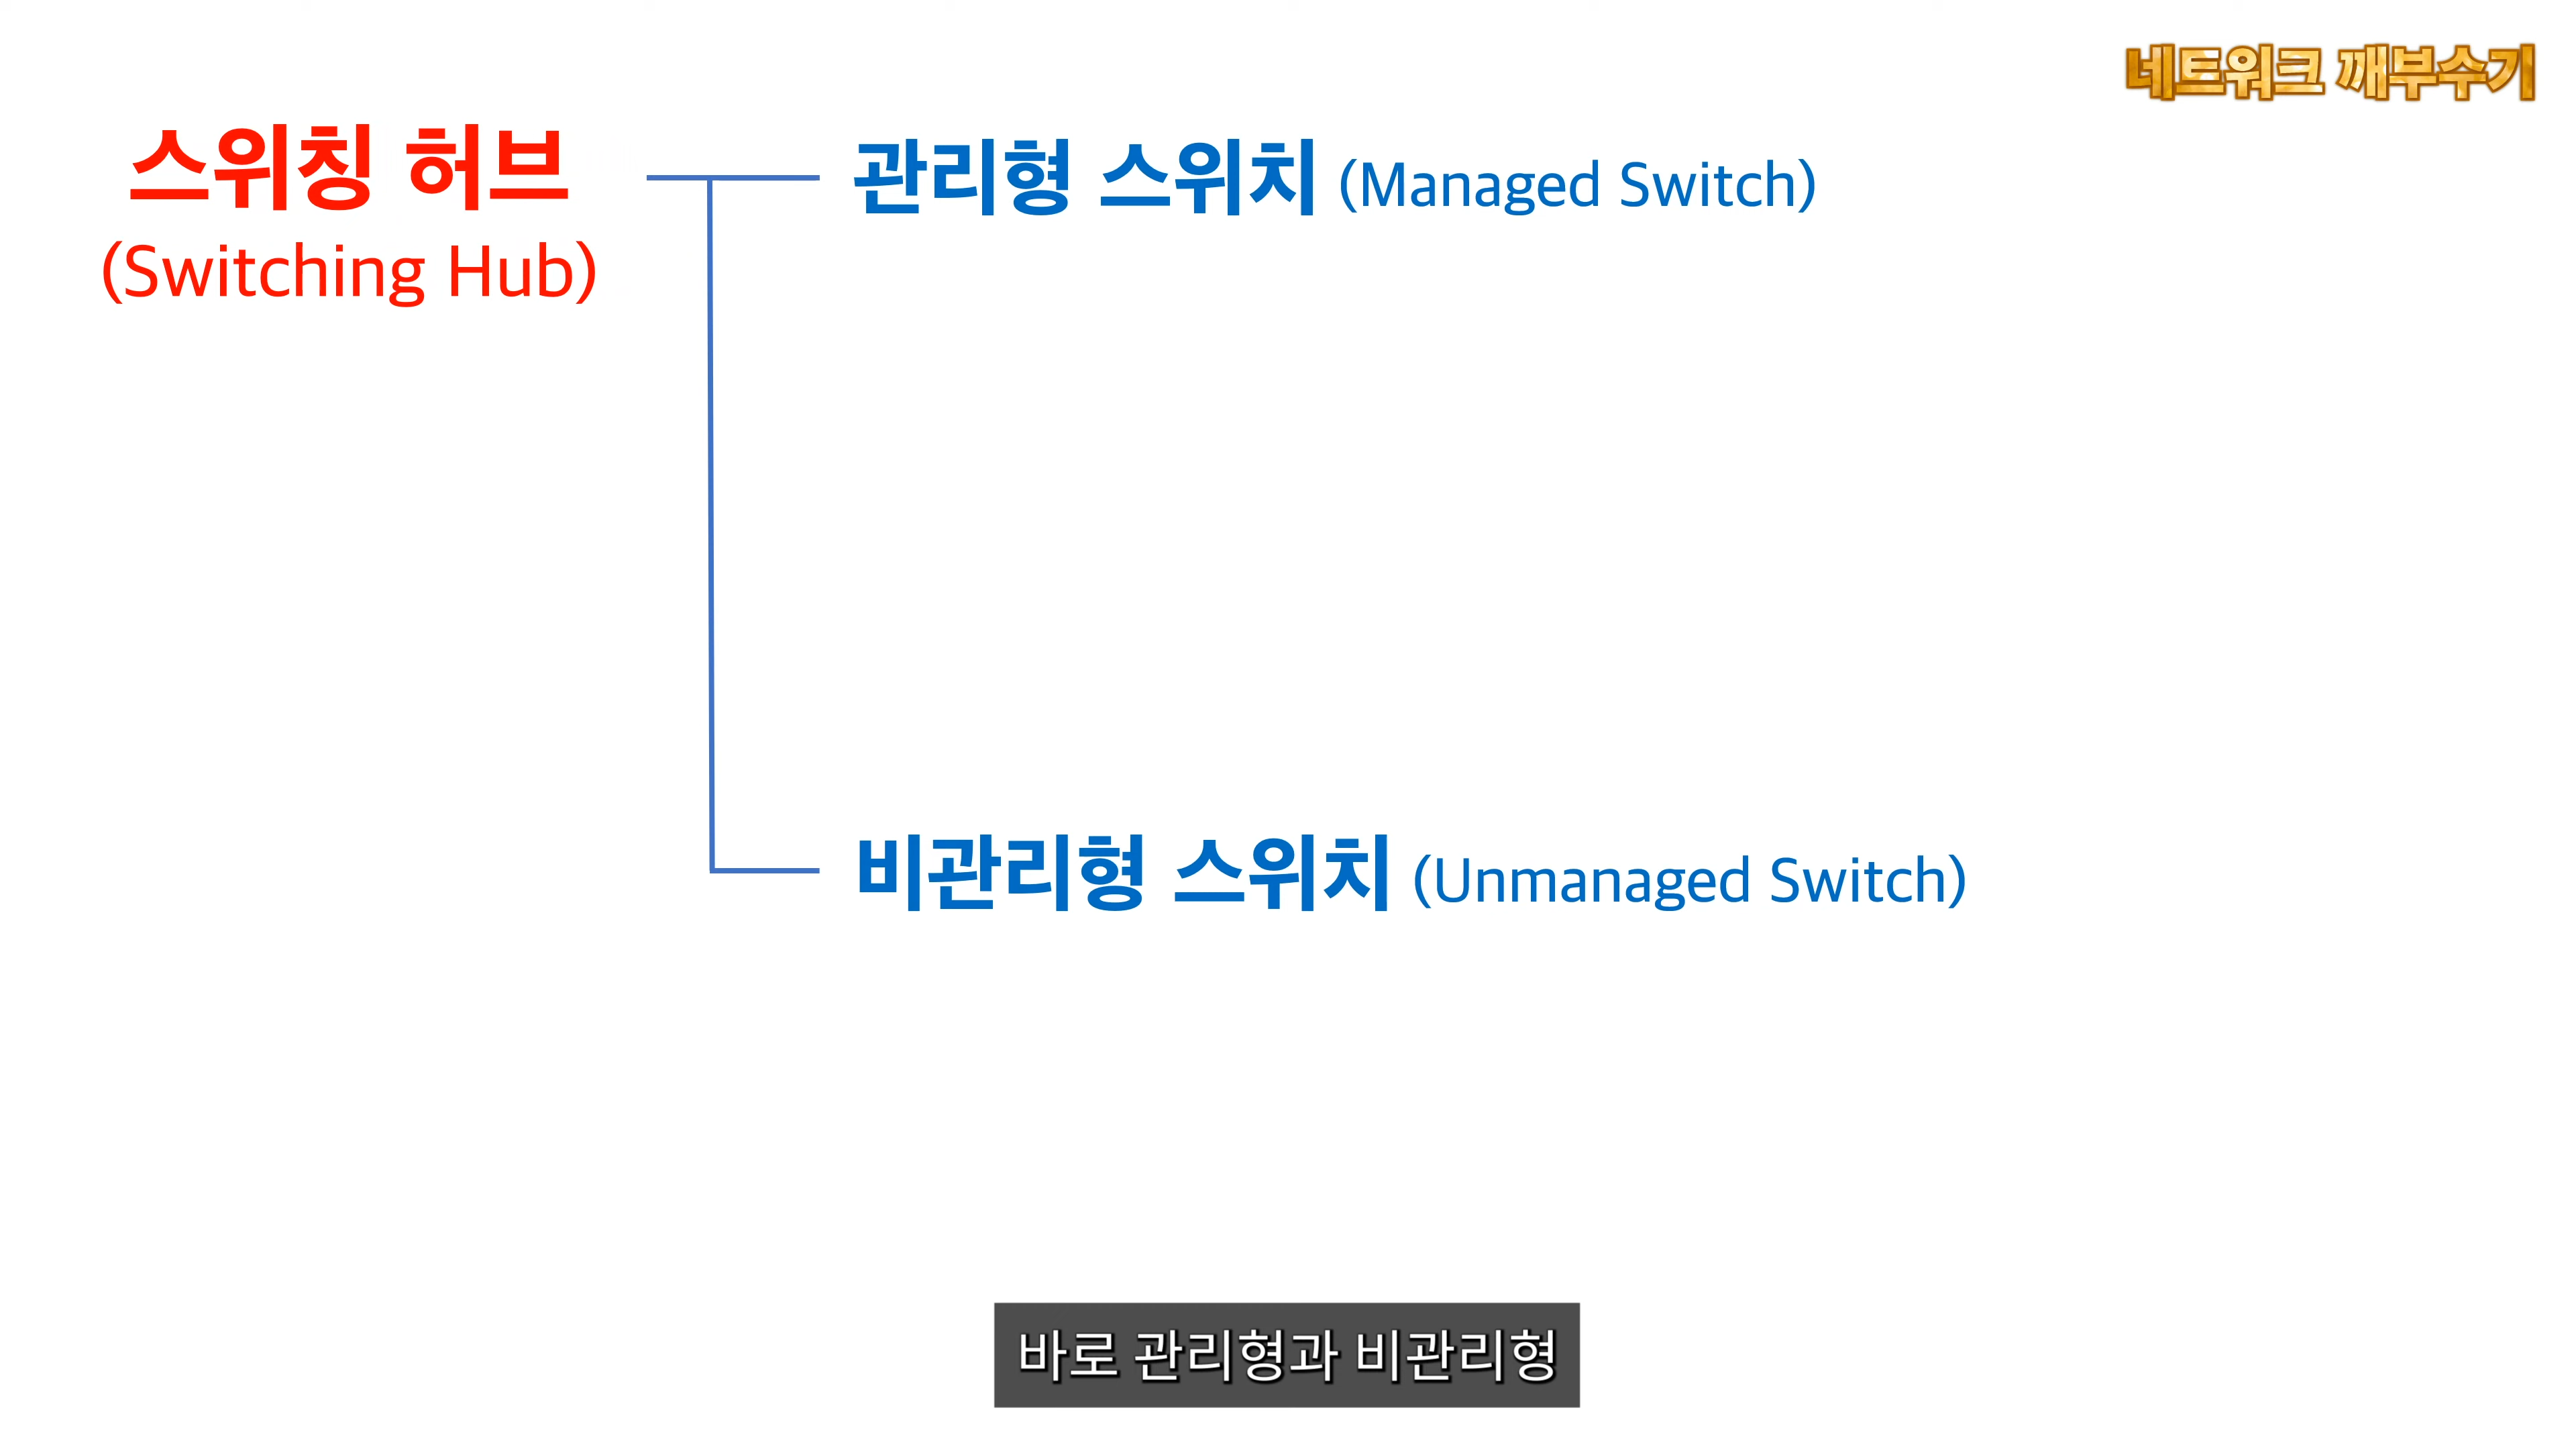 네트워크 깨부수기
스위칭 허브
(Switching Hub)
관리형 스위치 (Managed Switch)
비관리형 스위치 (Unmanaged Switch)
바로 관리형과 비관리형